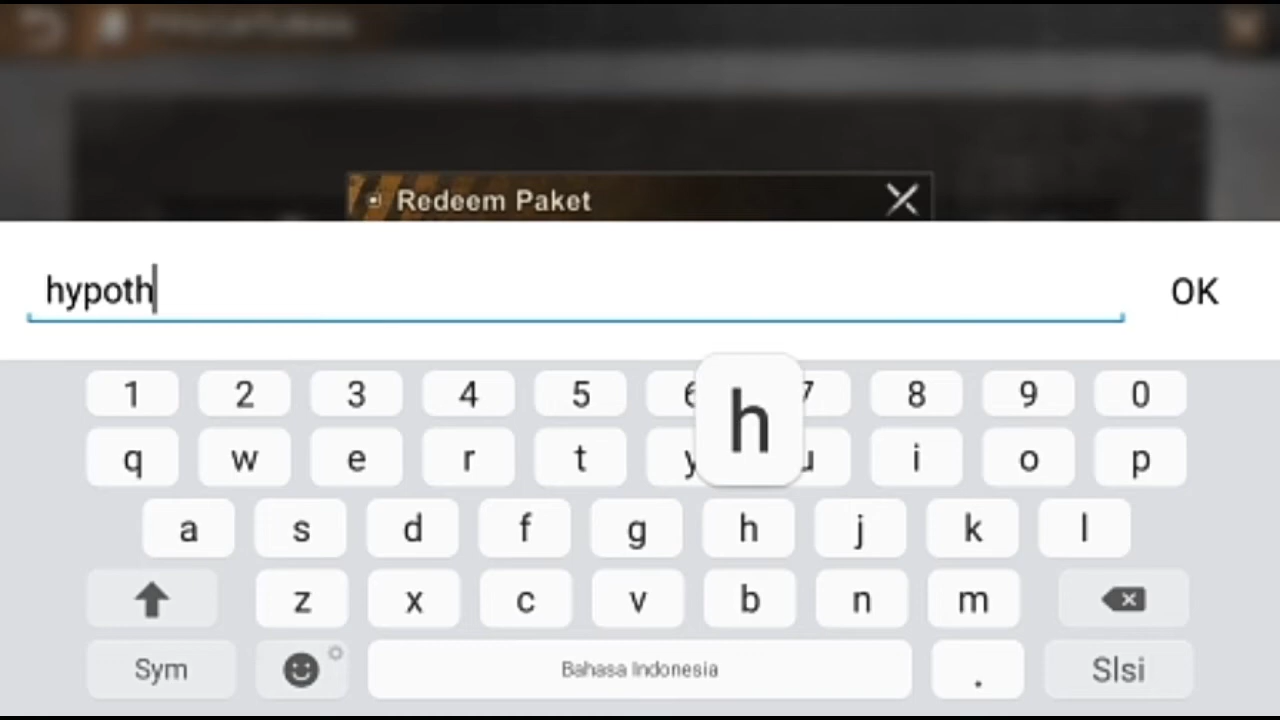 Redeem Paket
hypoth
OK
1 2 3 4 5 6 7 8 9 0
h
q w e r t y u i o p
a s d f g h j k l
z x c v b n m
Sym Bahasa Indonesia . Slsi